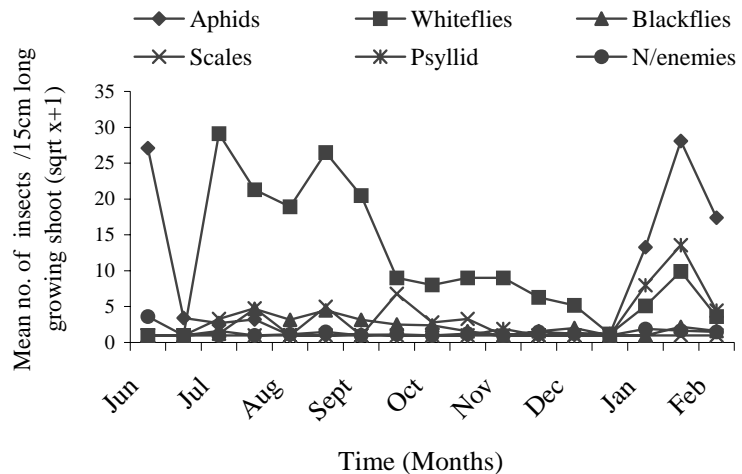 Aphids Whiteflies Blackflies
Scales Psyllid N/enemies
Mean no. of insects /15cm long
growing shoot (sqrt x+1)
35
30
25
20
15
10
5
0
Jun Jul Aug Sept Oct Nov Dec Jan Feb
Time (Months)